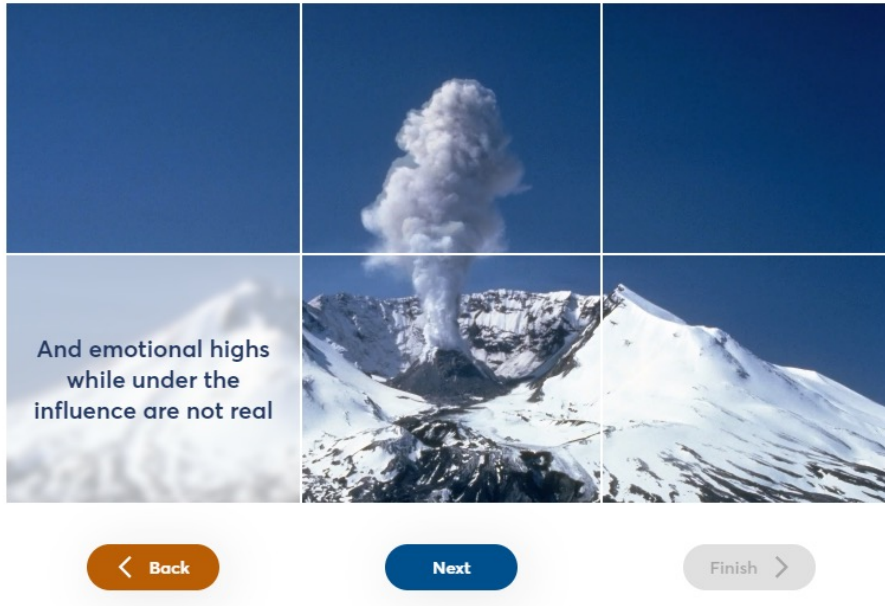 And emotional highs
while under the
influence are not real
Back
Next
Finish